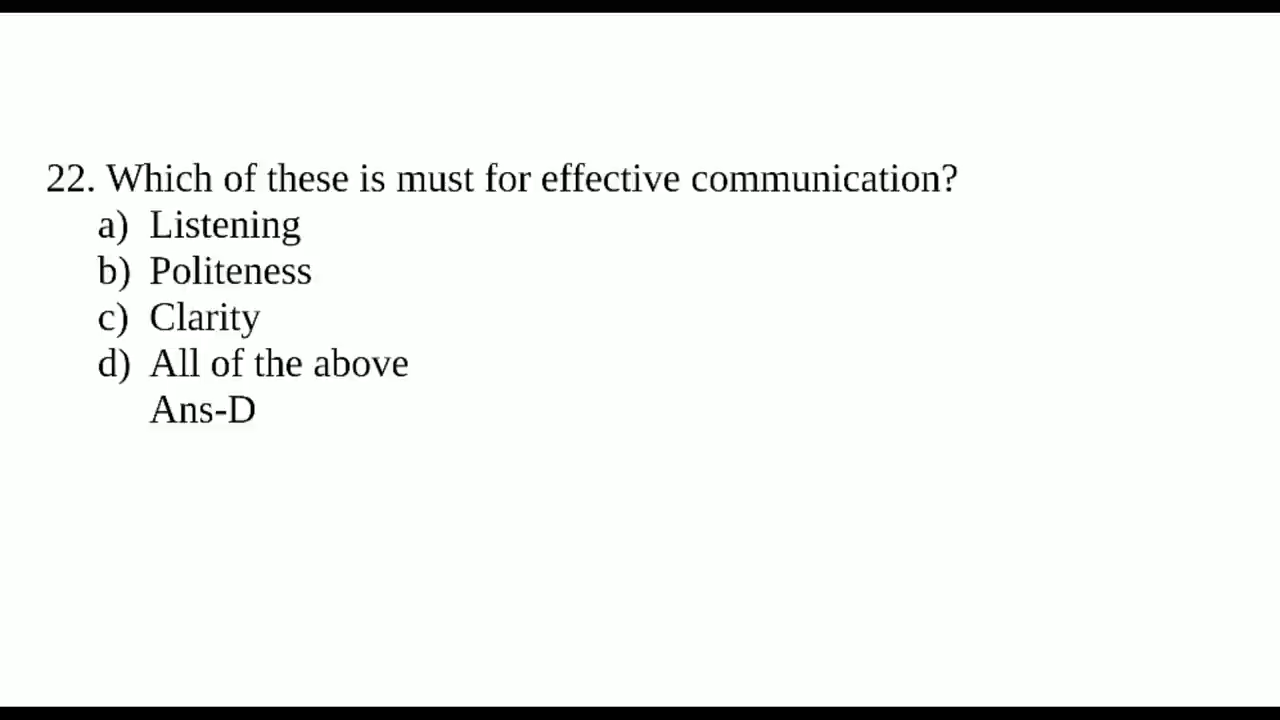 22. Which of these is must for effective communication?
a) Listening
b) Politeness
c) Clarity
d) All of the above
Ans-D